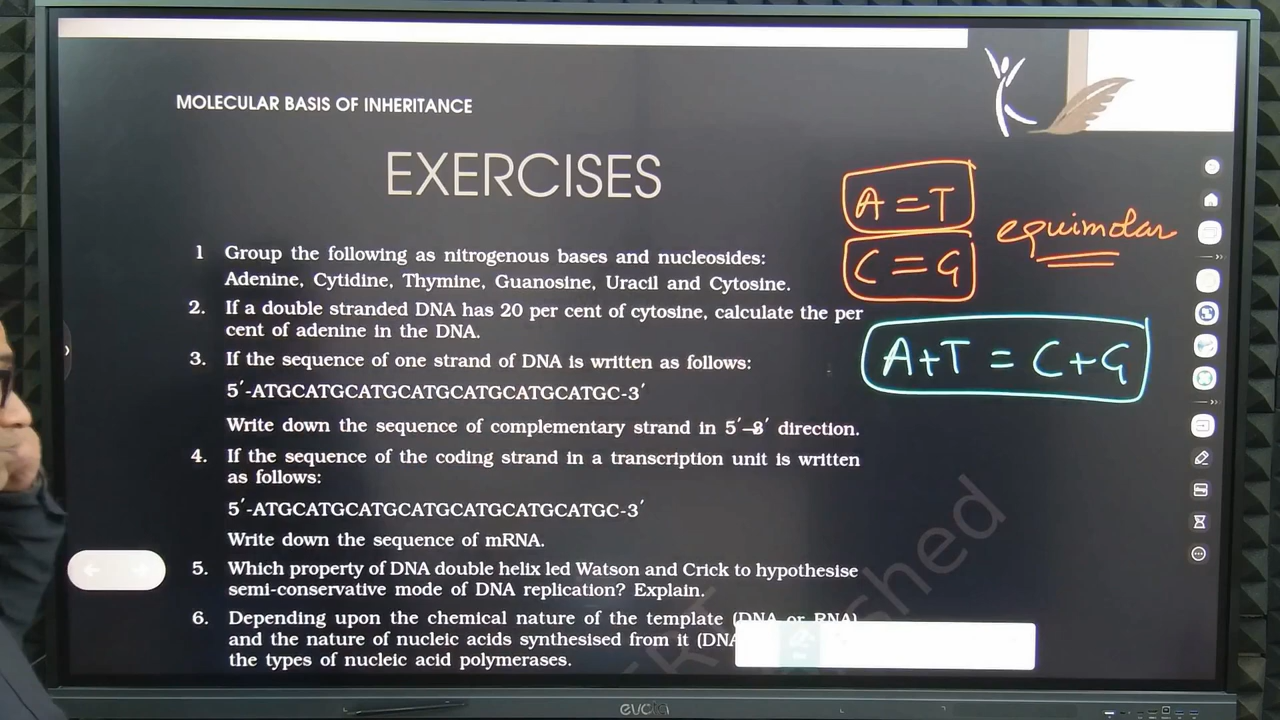 MOLECULAR BASIS OF INHERITANCE
EXERCISES
A = T
C = G
equimolar
A+T = C+G
1 Group the following as nitrogenous bases and nucleosides:
Adenine, Cytidine, Thymine, Guanosine, Uracil and Cytosine.
2. If a double stranded DNA has 20 per cent of cytosine, calculate the per
cent of adenine in the DNA.
3. If the sequence of one strand of DNA is written as follows:
5′-ATGCATGCATGCATGCATGCATGCATGC-3′
Write down the sequence of complementary strand in 5′→3′ direction.
4. If the sequence of the coding strand in a transcription unit is written
as follows:
5′-ATGCATGCATGCATGCATGCATGCATGC-3′
Write down the sequence of mRNA.
5. Which property of DNA double helix led Watson and Crick to hypothesise
semi-conservative mode of DNA replication? Explain.
6. Depending upon the chemical nature of the template (DNA or RNA)
and the nature of nucleic acids synthesised from it (DNA
the types of nucleic acid polymerases.
evota